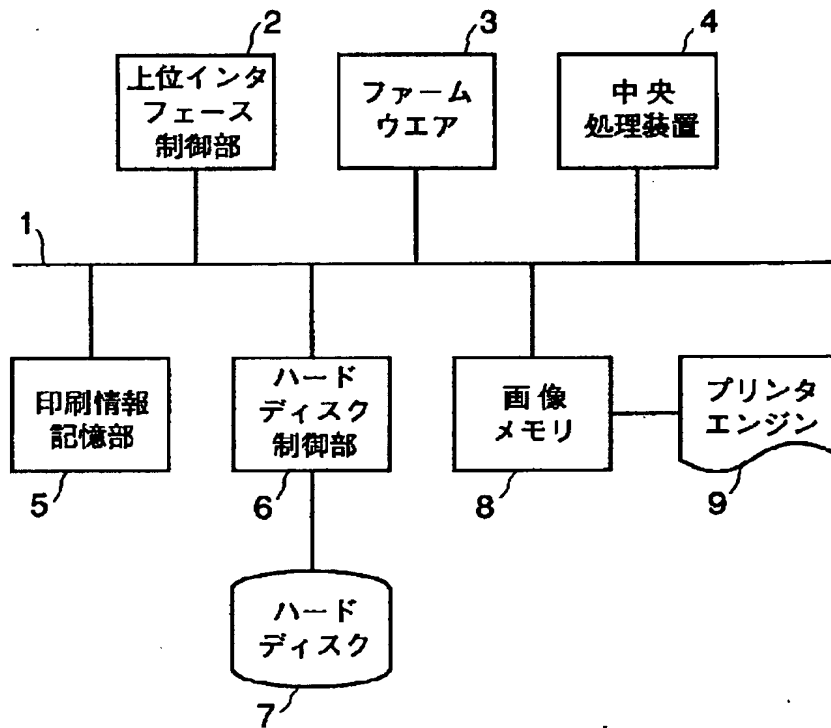 2
上位インタ
フェース
制御部
3
ファーム
ウエア
4
中央
処理装置
1
印刷情報
記憶部
5
ハード
ディスク
制御部
6
画像
メモリ
8
プリンタ
エンジン
9
ハード
ディスク
7